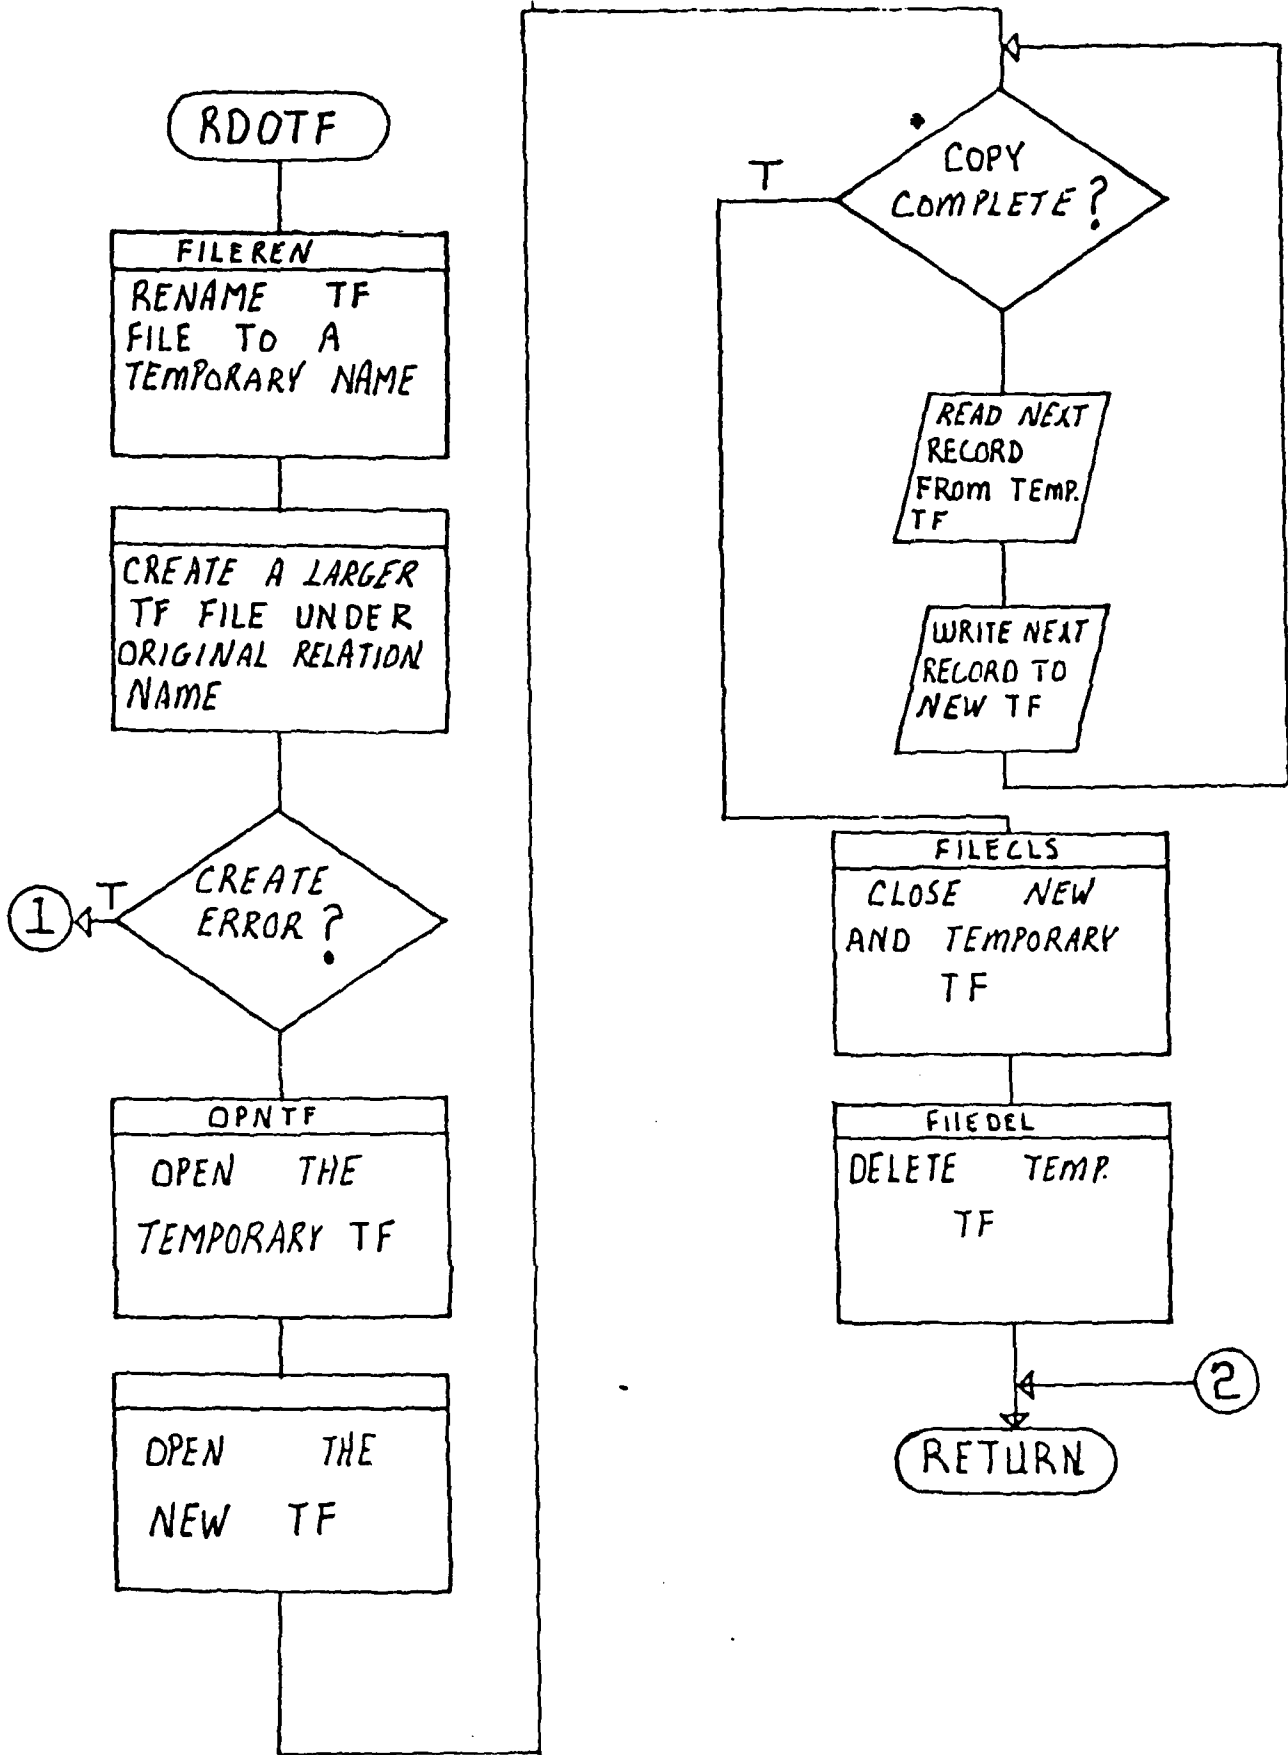 RDOTF
FILEREN
RENAME TF
FILE TO A
TEMPORARY NAME
CREATE A LARGER
TF FILE UNDER
ORIGINAL RELATION
NAME
CREATE
ERROR?
T
1
OPNTF
OPEN THE
TEMPORARY TF
OPEN THE
NEW TF
COPY
COMPLETE?
T
READ NEXT
RECORD
FROM TEMP.
TF
WRITE NEXT
RECORD TO
NEW TF
FILECLS
CLOSE NEW
AND TEMPORARY
TF
FILEDEL
DELETE TEMP.
TF
2
RETURN